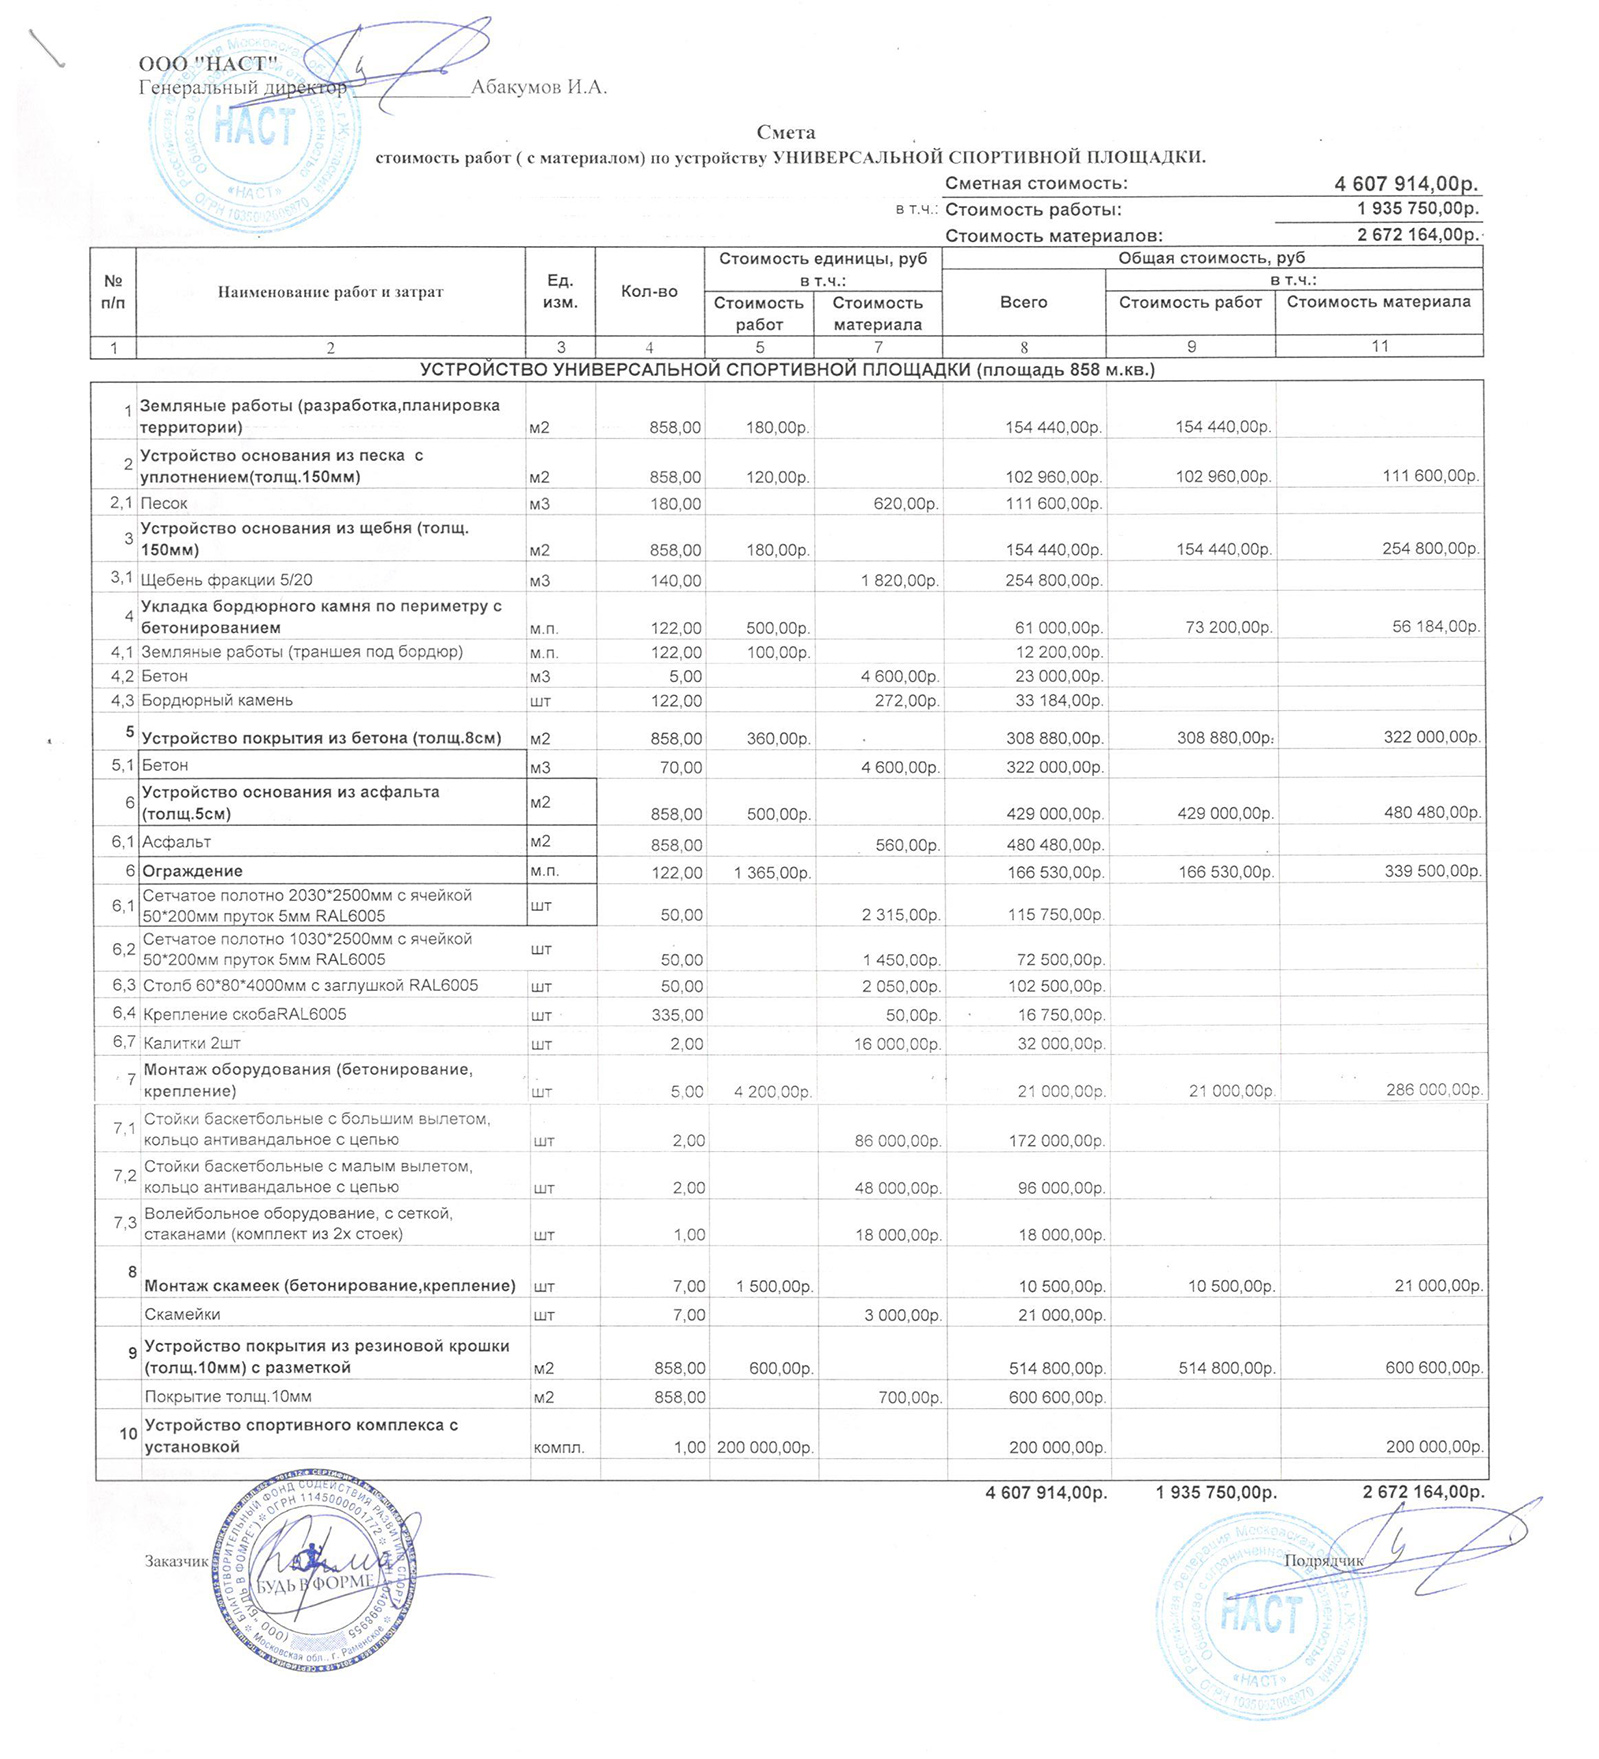 ООО "НАСТ"
Генеральный директор ___________ Абакумов И.А.
НАСТ
«НАСТ»
Смета
стоимость работ ( с материалом) по устройству УНИВЕРСАЛЬНОЙ СПОРТИВНОЙ ПЛОЩАДКИ.
Сметная стоимость: 4 607 914,00р.
в т.ч.: Стоимость работы: 1 935 750,00р.
Стоимость материалов: 2 672 164,00р.
№ п/п Наименование работ и затрат Ед. изм. Кол-во Стоимость единицы, руб в т.ч.: Общая стоимость, руб
Стоимость работ Стоимость материала Всего в т.ч.: Стоимость работ Стоимость материала
1 2 3 4 5 7 8 9 11
УСТРОЙСТВО УНИВЕРСАЛЬНОЙ СПОРТИВНОЙ ПЛОЩАДКИ (площадь 858 м.кв.)
1 Земляные работы (разработка,планировка
территории) м2 858,00 180,00р. 154 440,00р. 154 440,00р.
2 Устройство основания из песка с
уплотнением(толщ.150мм) м2 858,00 120,00р. 102 960,00р. 102 960,00р. 111 600,00р.
2,1 Песок м3 180,00 620,00р. 111 600,00р.
3 Устройство основания из щебня (толщ.
150мм) м2 858,00 180,00р. 154 440,00р. 154 440,00р. 254 800,00р.
3,1 Щебень фракции 5/20 м3 140,00 1 820,00р. 254 800,00р.
4 Укладка бордюрного камня по периметру с
бетонированием м.п. 122,00 500,00р. 61 000,00р. 73 200,00р. 56 184,00р.
4,1 Земляные работы (траншея под бордюр) м.п. 122,00 100,00р. 12 200,00р.
4,2 Бетон м3 5,00 4 600,00р. 23 000,00р.
4,3 Бордюрный камень шт 122,00 272,00р. 33 184,00р.
5 Устройство покрытия из бетона (толщ.8см) м2 858,00 360,00р. 308 880,00р. 308 880,00р. 322 000,00р.
5,1 Бетон м3 70,00 4 600,00р. 322 000,00р.
6 Устройство основания из асфальта
(толщ.5см) м2 858,00 500,00р. 429 000,00р. 429 000,00р. 480 480,00р.
6,1 Асфальт м2 858,00 560,00р. 480 480,00р.
6 Ограждение м.п. 122,00 1 365,00р. 166 530,00р. 166 530,00р. 339 500,00р.
6,1 Сетчатое полотно 2030*2500мм с ячейкой
50*200мм пруток 5мм RAL6005 шт 50,00 2 315,00р. 115 750,00р.
6,2 Сетчатое полотно 1030*2500мм с ячейкой
50*200мм пруток 5мм RAL6005 шт 50,00 1 450,00р. 72 500,00р.
6,3 Столб 60*80*4000мм с заглушкой RAL6005 шт 50,00 2 050,00р. 102 500,00р.
6,4 Крепление скобаRAL6005 шт 335,00 50,00р. 16 750,00р.
6,7 Калитки 2шт шт 2,00 16 000,00р. 32 000,00р.
7 Монтаж оборудования (бетонирование,
крепление) шт 5,00 4 200,00р. 21 000,00р. 21 000,00р. 286 000,00р.
7,1 Стойки баскетбольные с большим вылетом,
кольцо антивандальное с цепью шт 2,00 86 000,00р. 172 000,00р.
7,2 Стойки баскетбольные с малым вылетом,
кольцо антивандальное с цепью шт 2,00 48 000,00р. 96 000,00р.
7,3 Волейбольное оборудование, с сеткой,
стаканами (комплект из 2х стоек) шт 1,00 18 000,00р. 18 000,00р.
8 Монтаж скамеек (бетонирование,крепление) шт 7,00 1 500,00р. 10 500,00р. 10 500,00р. 21 000,00р.
Скамейки шт 7,00 3 000,00р. 21 000,00р.
9 Устройство покрытия из резиновой крошки
(толщ.10мм) с разметкой м2 858,00 600,00р. 514 800,00р. 514 800,00р. 600 600,00р.
Покрытие толщ.10мм м2 858,00 700,00р. 600 600,00р.
10 Устройство спортивного комплекса с
установкой компл. 1,00 200 000,00р. 200 000,00р. 200 000,00р.
4 607 914,00р. 1 935 750,00р. 2 672 164,00р.
Заказчик
БЛАГОТВОРИТЕЛЬНЫЙ ФОНД СОДЕЙСТВИЯ РАЗВИТИЮ СПОРТА
"БУДЬ В ФОРМЕ") ОГРН 1145000001772
БУДЬ В ФОРМЕ
Московская обл., г. Раменское
Подрядчик
НАСТ
«НАСТ»